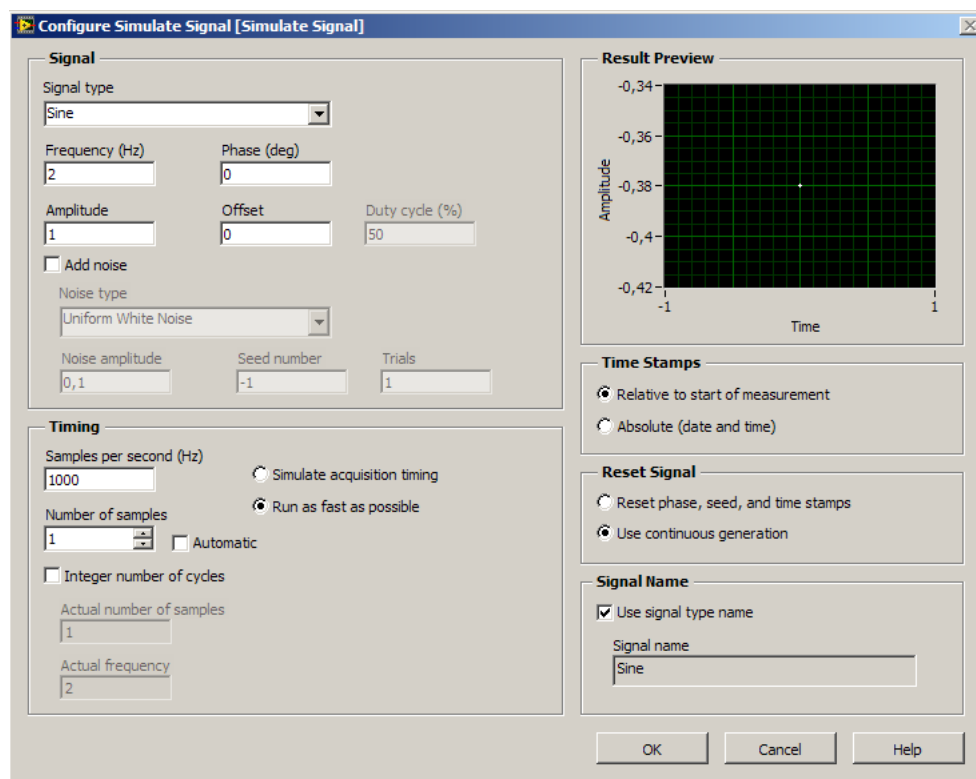 Configure Simulate Signal [Simulate Signal]
Signal
Signal type
Sine
Frequency (Hz)
Phase (deg)
2
0
Amplitude
Offset
Duty cycle (%)
1
0
50
Add noise
Noise type
Uniform White Noise
Noise amplitude
Seed number
Trials
0,1
-1
1
Timing
Samples per second (Hz)
1000
Simulate acquisition timing
Run as fast as possible
Number of samples
1
Automatic
Integer number of cycles
Actual number of samples
1
Actual frequency
2
Result Preview
-0,34
-0,36
-0,38
-0,4
-0,42
Amplitude
-1
1
Time
Time Stamps
Relative to start of measurement
Absolute (date and time)
Reset Signal
Reset phase, seed, and time stamps
Use continuous generation
Signal Name
Use signal type name
Signal name
Sine
OK
Cancel
Help